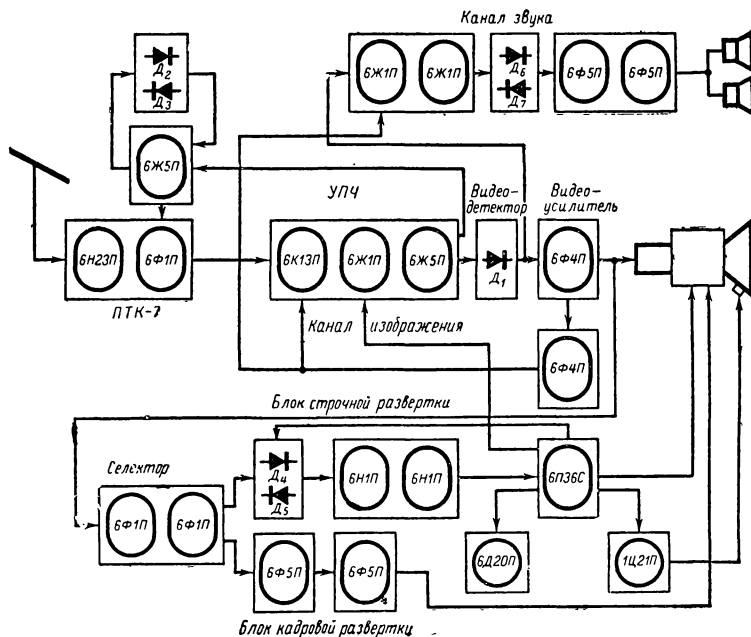 Канал звука
Д2
Д3
6Ж1П 6Ж1П
Д6
Д7
6Ф5П 6Ф5П
6Ж5П
УПЧ
Видео-
детектор
Видео-
усилитель
6Н23П 6Ф1П
6К13П 6Ж1П 6Ж5П
Д1
6Ф4П
ПТК-7
Канал изображения
6Ф4П
Блок строчной развертки
Селектор
Д4
Д5
6Н1П 6Н1П
6П36С
6Ф1П 6Ф1П
6Ф5П 6Ф5П
6Д20П
1Ц21П
Блок кадровой развертки